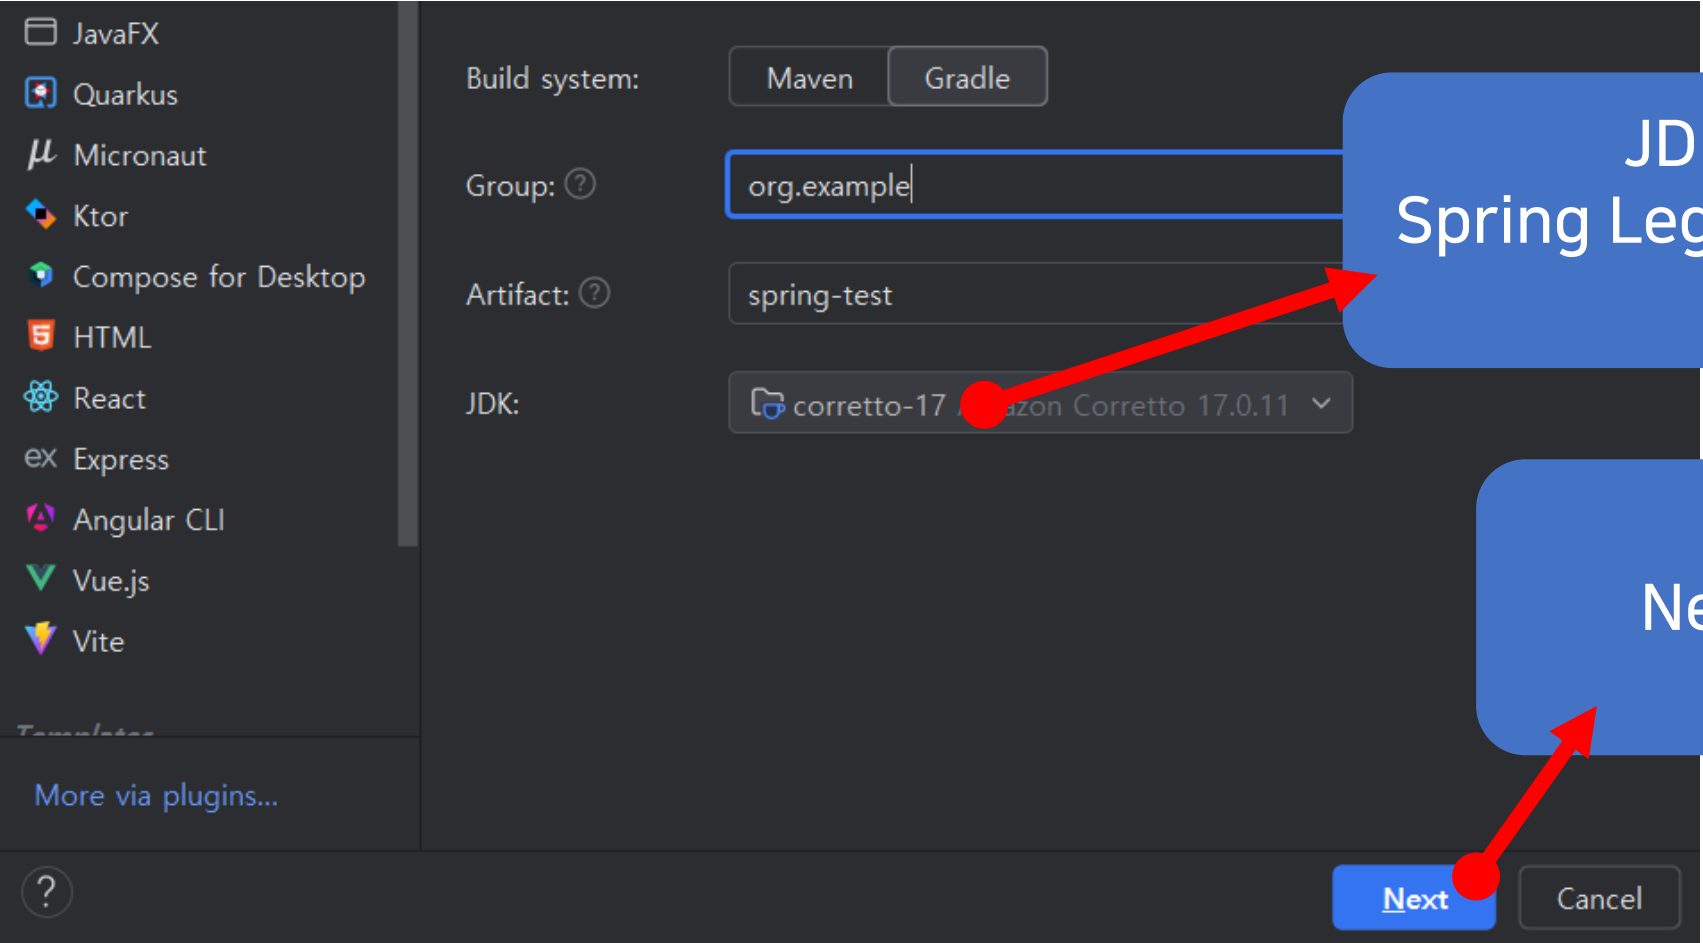 JavaFX
Quarkus
Micronaut
Ktor
Compose for Desktop
HTML
React
ex Express
Angular CLI
Vue.js
Vite
Templates
More via plugins...
?
Build system: Maven Gradle
Group: ? org.example
Artifact: ? spring-test
JDK: corretto-17 Corretto 17.0.11
JD
Spring Leg
Ne
Next Cancel